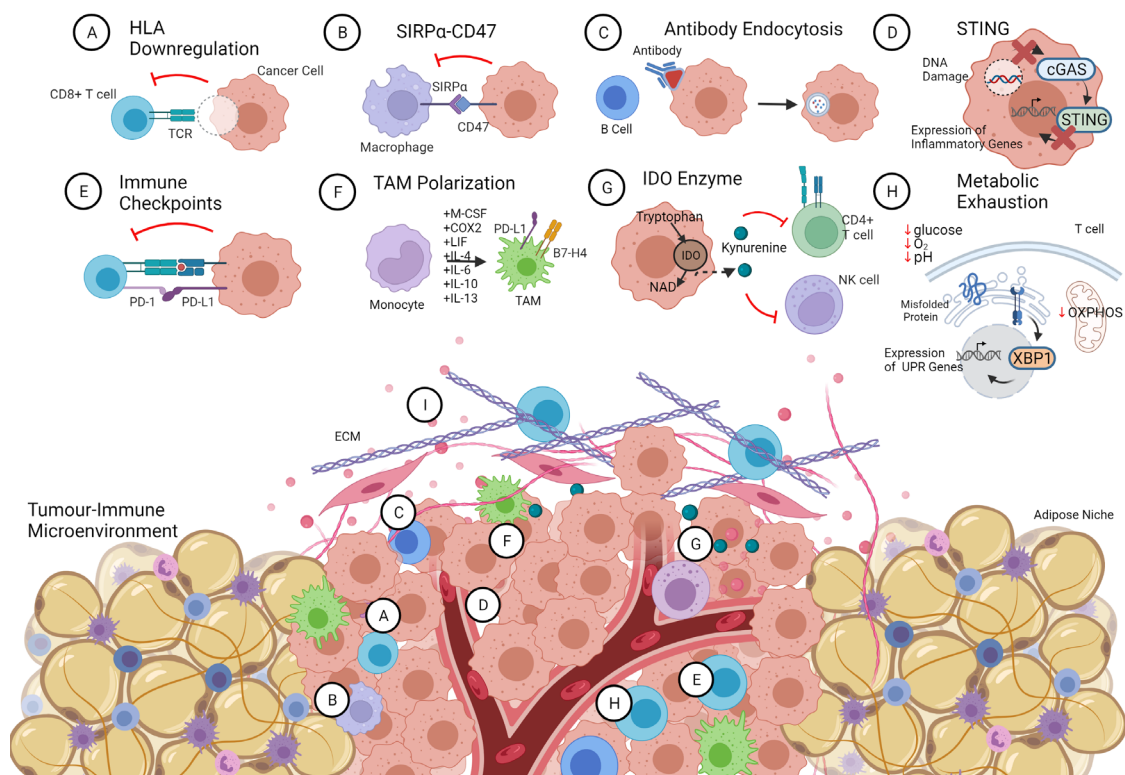 A
HLA
Downregulation
CD8+ T cell
Cancer Cell
TCR
B
SIRPα-CD47
SIRPα
CD47
Macrophage
C
Antibody Endocytosis
Antibody
B Cell
D
STING
DNA
Damage
cGAS
STING
Expression of
Inflammatory Genes
E
Immune
Checkpoints
PD-1
PD-L1
F
TAM Polarization
+M-CSF
+COX2
+LIF
+IL-4
+IL-6
+IL-10
+IL-13
Monocyte
PD-L1
B7-H4
TAM
G
IDO Enzyme
Tryptophan
IDO
NAD
Kynurenine
CD4+
T cell
NK cell
H
Metabolic
Exhaustion
↓glucose
↓O₂
↓pH
T cell
Misfolded
Protein
↓OXPHOS
Expression
of UPR Genes
XBP1
I
ECM
Tumour-Immune
Microenvironment
Adipose Niche
C
F
G
A
D
B
H
E